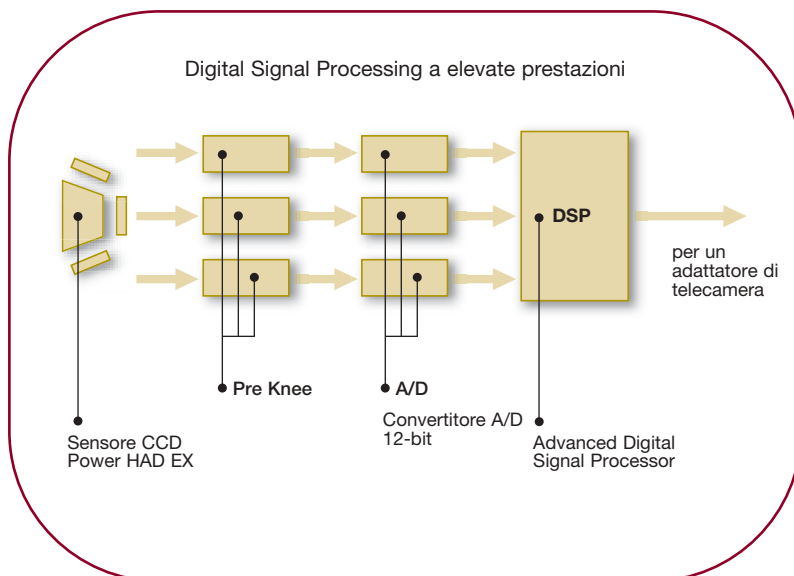 Digital Signal Processing a elevate prestazioni
DSP
per un
adattatore di
telecamera
Pre Knee
A/D
Convertitore A/D
12-bit
Sensore CCD
Power HAD EX
Advanced Digital
Signal Processor